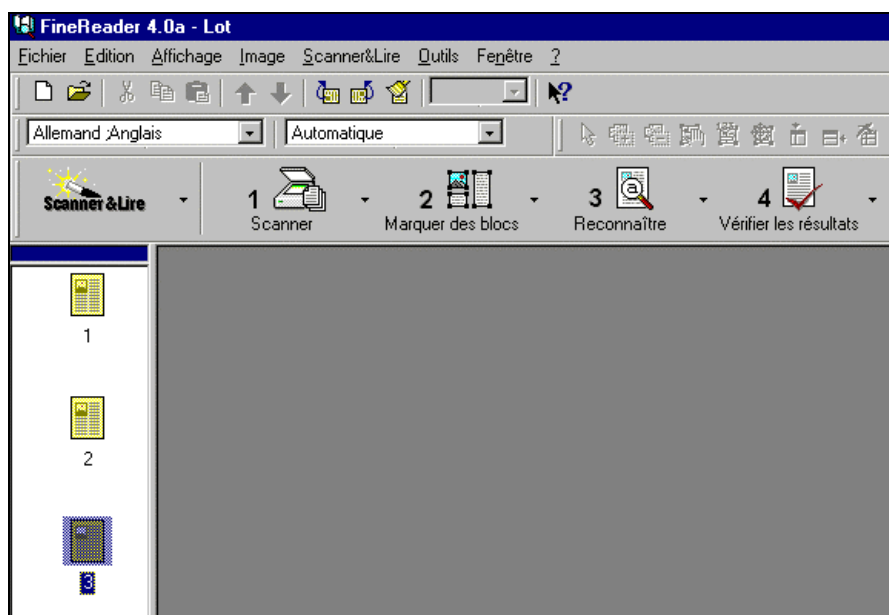 FineReader 4.0a - Lot
Fichier Edition Affichage Image Scanner&Lire Outils Fenêtre ?
Allemand ;Anglais Automatique
Scanner&Lire 1 2 3 a 4
Scanner Marquer des blocs Reconnaître Vérifier les résultats
1
2
3